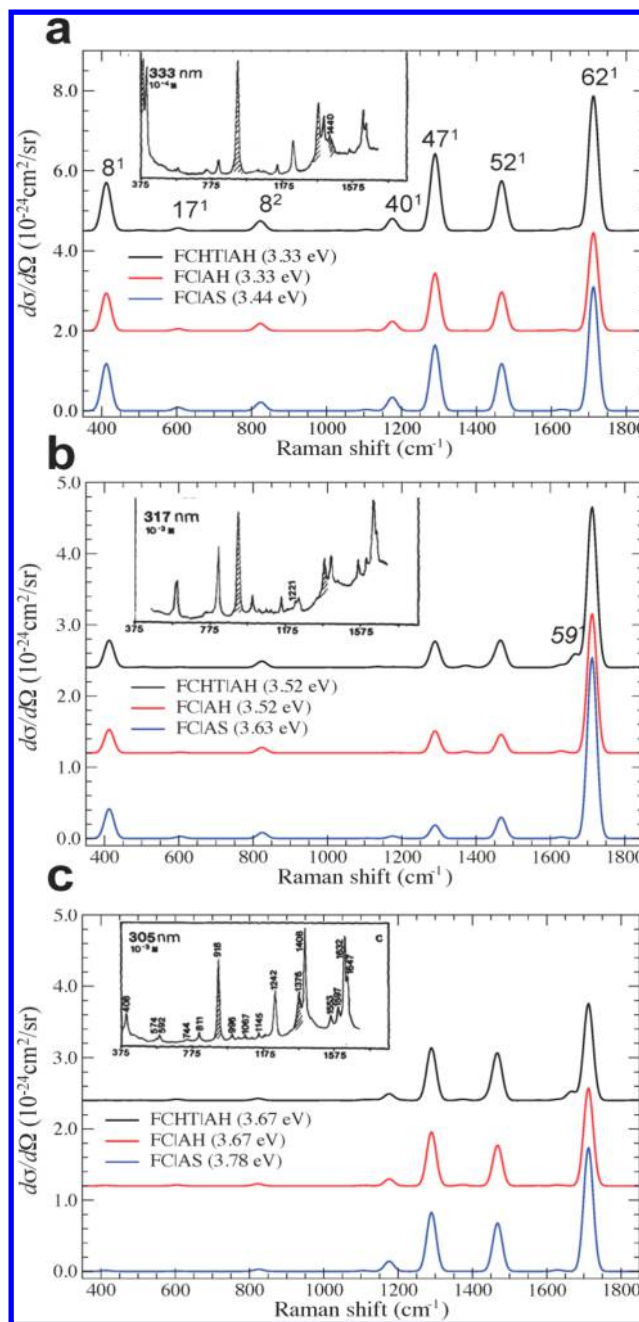 a
333 nm
10⁻⁴ M
1440
375 775 1175 1575
8¹ 17¹ 8² 40¹ 47¹ 52¹ 62¹
8.0
6.0
4.0
2.0
0.0
dσ/dΩ (10⁻²⁴cm²/sr)
FCHT|AH (3.33 eV)
FC|AH (3.33 eV)
FC|AS (3.44 eV)
400 600 800 1000 1200 1400 1600 1800
Raman shift (cm⁻¹)
b
317 nm
10⁻³ M
1221
375 775 1175 1575
59¹
5.0
4.0
3.0
2.0
1.0
0.0
dσ/dΩ (10⁻²⁴cm²/sr)
FCHT|AH (3.52 eV)
FC|AH (3.52 eV)
FC|AS (3.63 eV)
400 600 800 1000 1200 1400 1600 1800
Raman shift (cm⁻¹)
c
305nm
10⁻³ M
c
406 574 592 744 811 918 996 1067 1145 1242 1376 1408 1553 1597 1632 1647
375 775 1175 1575
5.0
4.0
3.0
2.0
1.0
0.0
dσ/dΩ (10⁻²⁴cm²/sr)
FCHT|AH (3.67 eV)
FC|AH (3.67 eV)
FC|AS (3.78 eV)
400 600 800 1000 1200 1400 1600 1800
Raman shift (cm⁻¹)